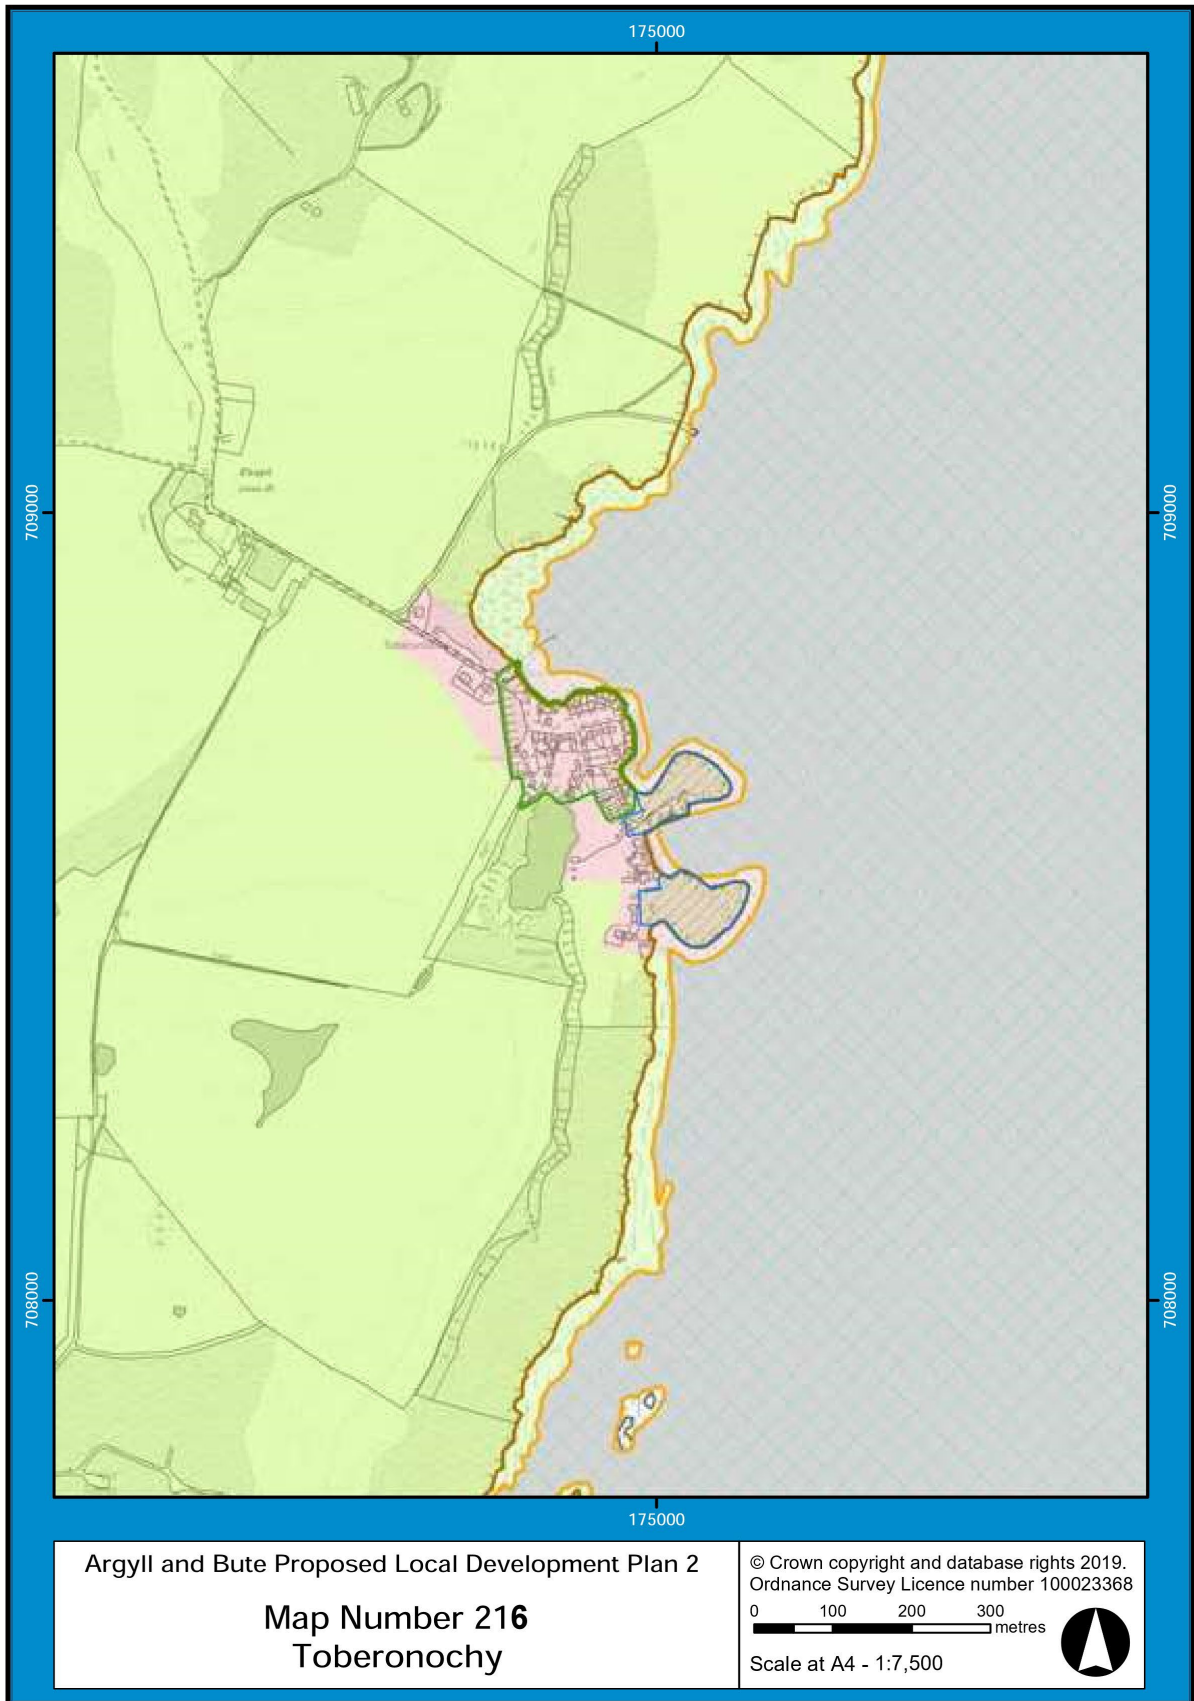 175000
709000
709000
708000
708000
175000
Argyll and Bute Proposed Local Development Plan 2
Map Number 216
Toberonochy
© Crown copyright and database rights 2019.
Ordnance Survey Licence number 100023368
0 100 200 300
metres
Scale at A4 - 1:7,500